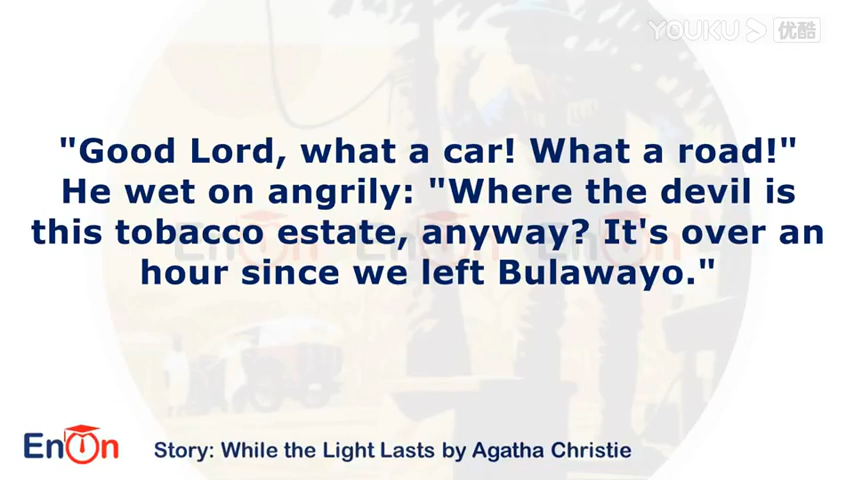 YOUKU 优酷
"Good Lord, what a car! What a road!"
He wet on angrily: "Where the devil is
this tobacco estate, anyway? It's over an
hour since we left Bulawayo."
EnOn
Story: While the Light Lasts by Agatha Christie